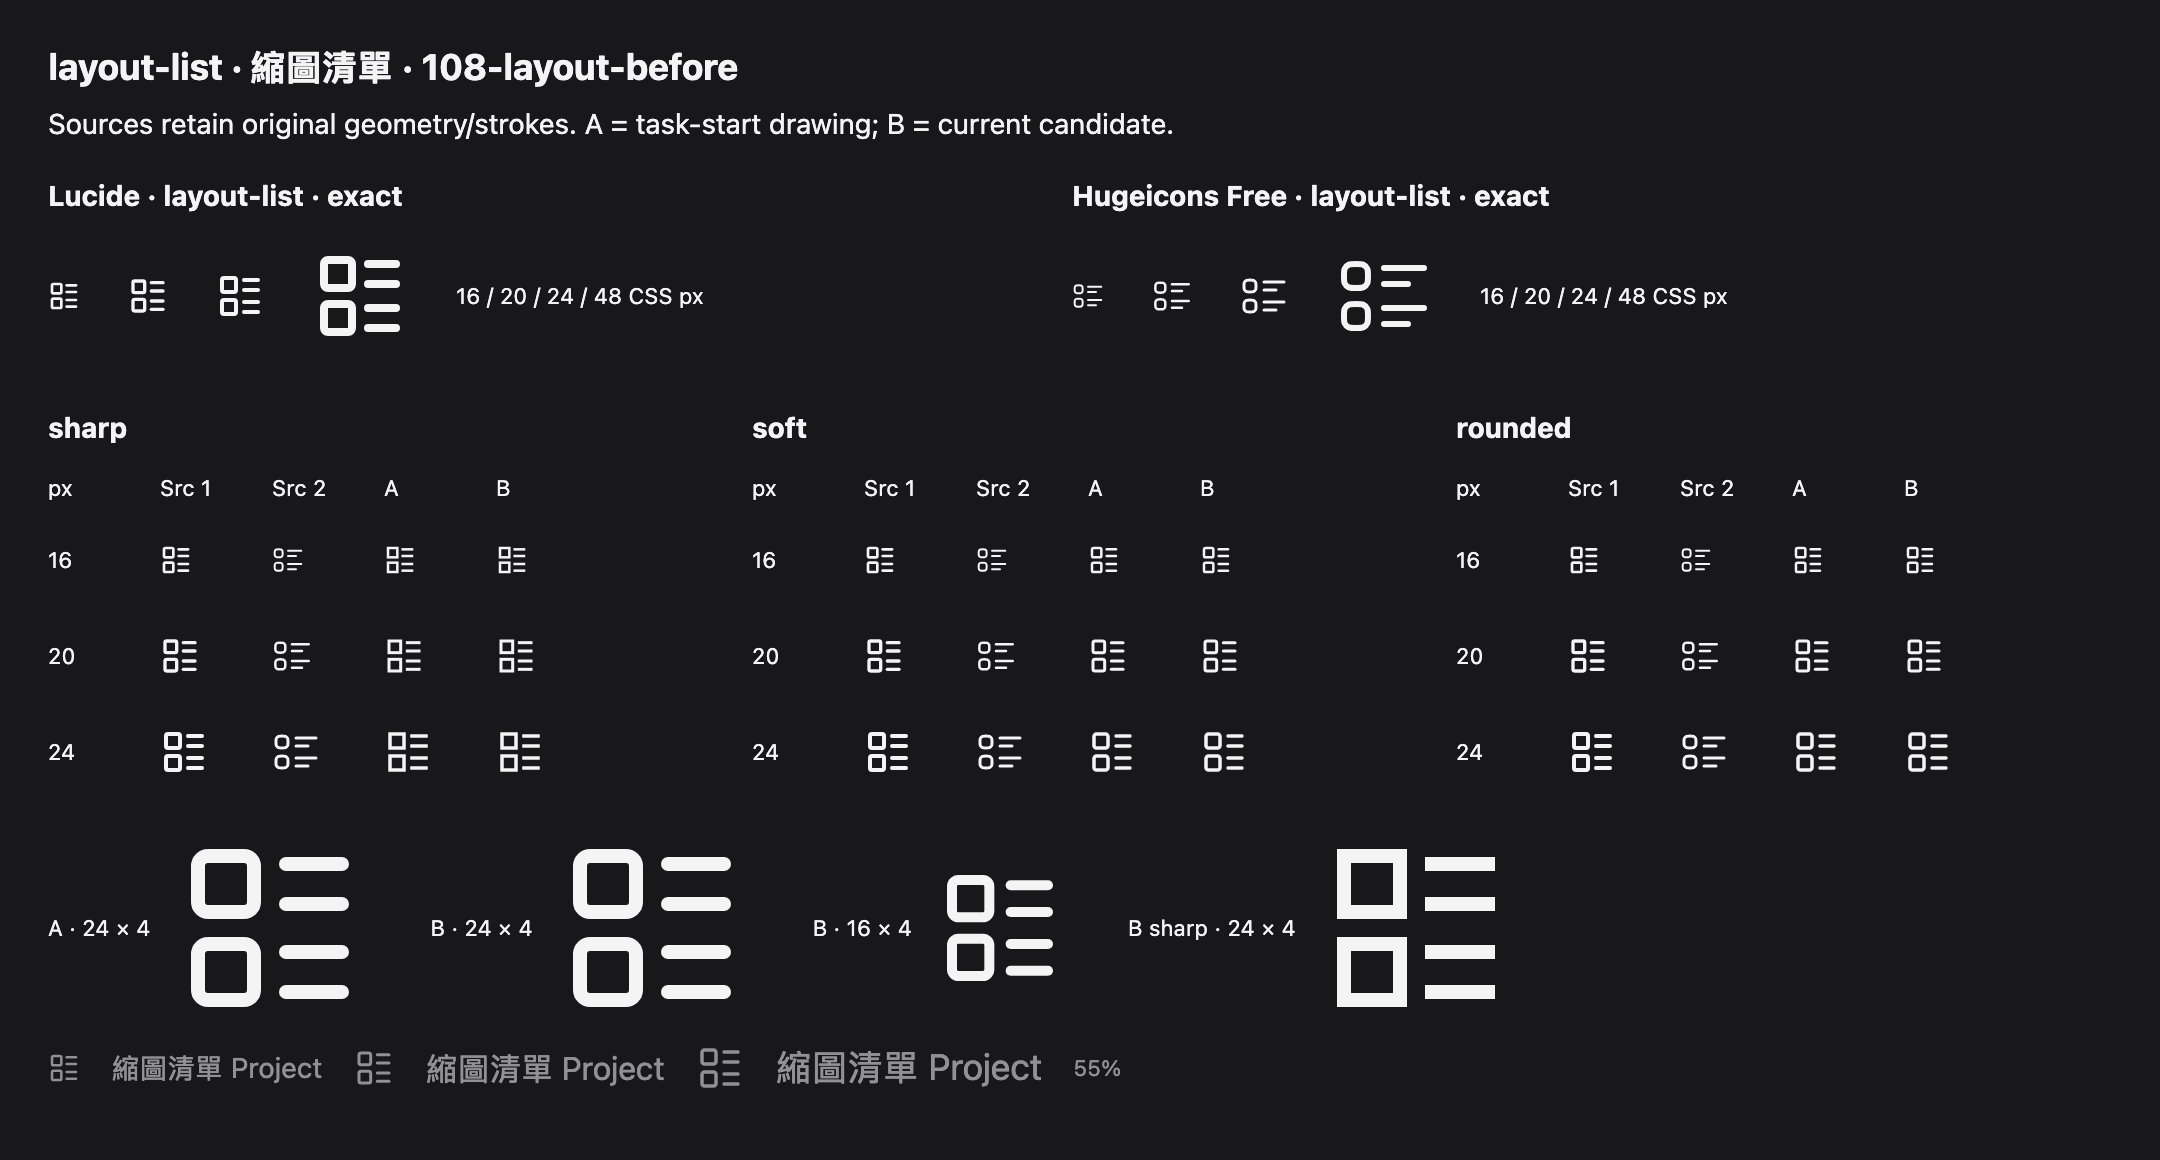 layout-list · 縮圖清單 · 108-layout-before
Sources retain original geometry/strokes. A = task-start drawing; B = current candidate.
Lucide · layout-list · exact
16 / 20 / 24 / 48 CSS px
Hugeicons Free · layout-list · exact
16 / 20 / 24 / 48 CSS px
sharp
px Src 1 Src 2 A B
16
20
24
soft
px Src 1 Src 2 A B
16
20
24
rounded
px Src 1 Src 2 A B
16
20
24
A · 24 × 4
B · 24 × 4
B · 16 × 4
B sharp · 24 × 4
縮圖清單 Project 縮圖清單 Project 縮圖清單 Project 55%